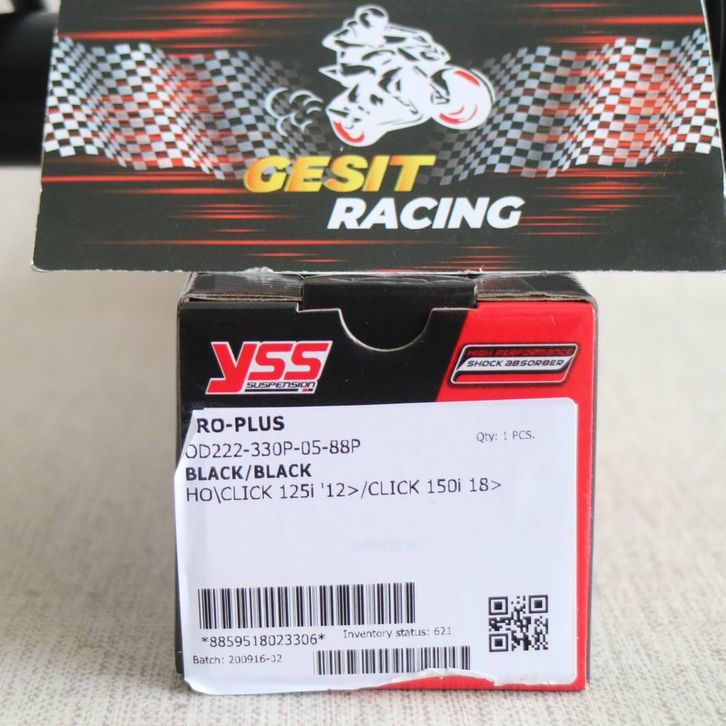 GESIT
RACING
YSS
SUSPENSION
HIGH PERFORMANCE
SHOCK ABSORBER
RO-PLUS
OD222-330P-05-88P
Qty: 1 PCS.
BLACK/BLACK
HO\CLICK 125i '12>/CLICK 150i 18>
*8859518023306*
Inventory status: 621
Batch: 200916-02